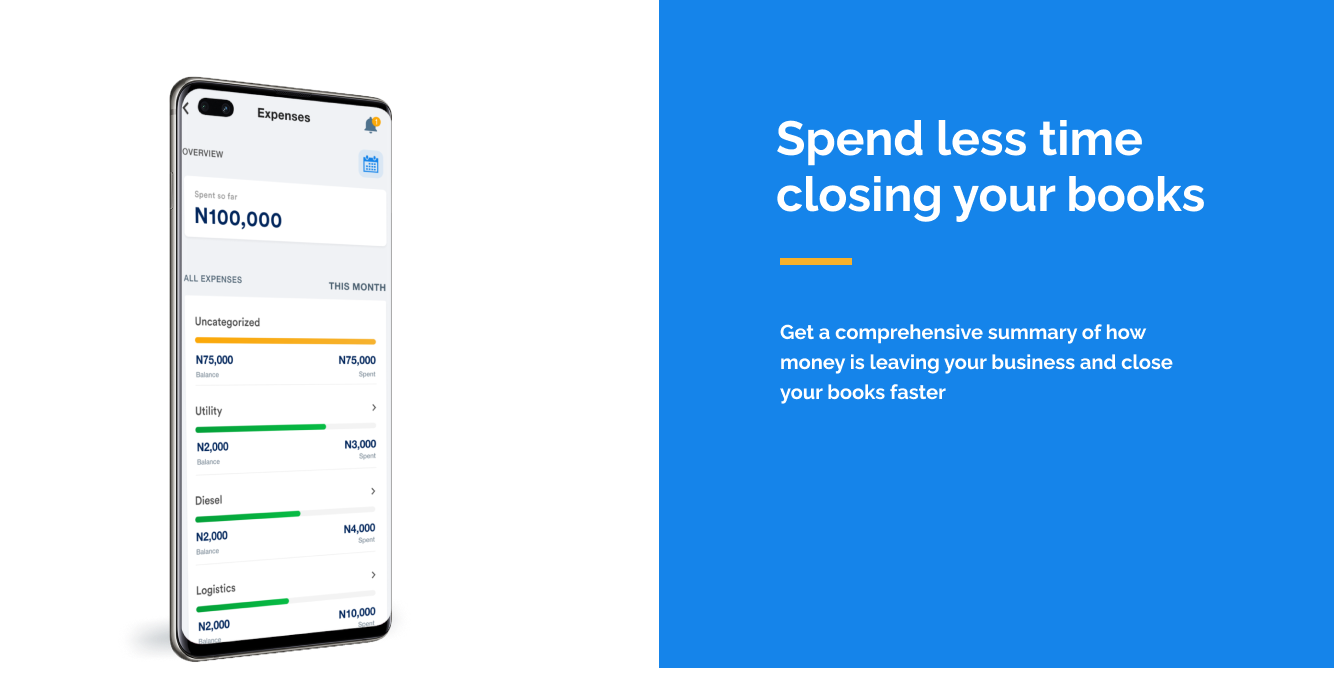 Expenses
OVERVIEW
Spent so far
N100,000
ALL EXPENSES
THIS MONTH
Uncategorized
N75,000
N75,000
Balance
Spent
Utility
N2,000
N3,000
Balance
Spent
Diesel
N2,000
N4,000
Balance
Spent
Logistics
N2,000
N10,000
Balance
Spent
Spend less time
closing your books
Get a comprehensive summary of how
money is leaving your business and close
your books faster